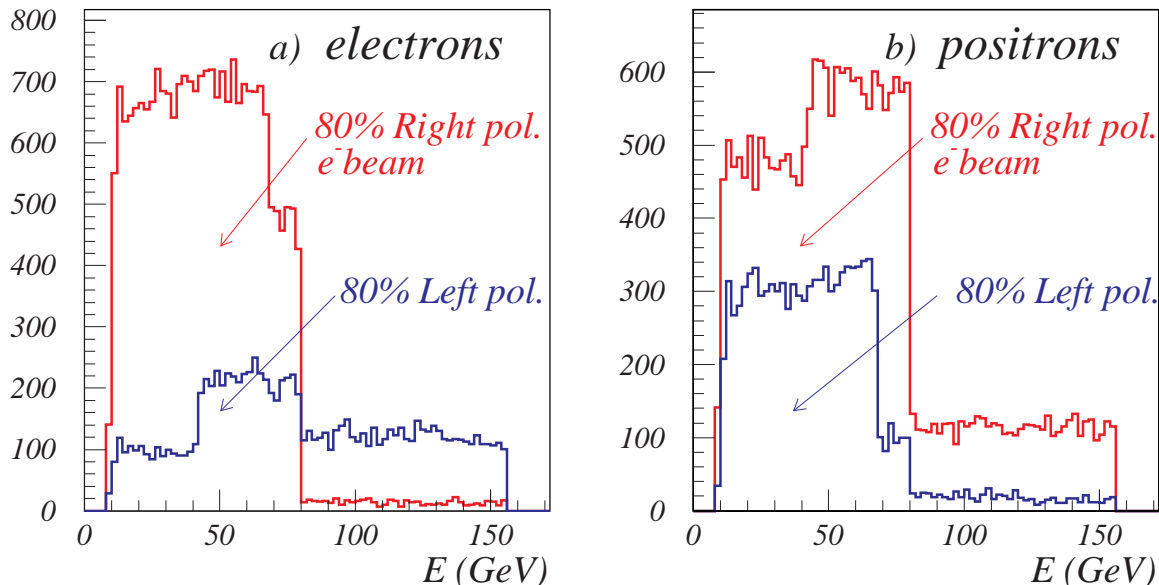 a) electrons
80% Right pol.
e⁻beam
80% Left pol.
800
700
600
500
400
300
200
100
0
0 50 100 150
E (GeV)
b) positrons
80% Right pol.
e⁻beam
80% Left pol.
600
500
400
300
200
100
0
0 50 100 150
E (GeV)